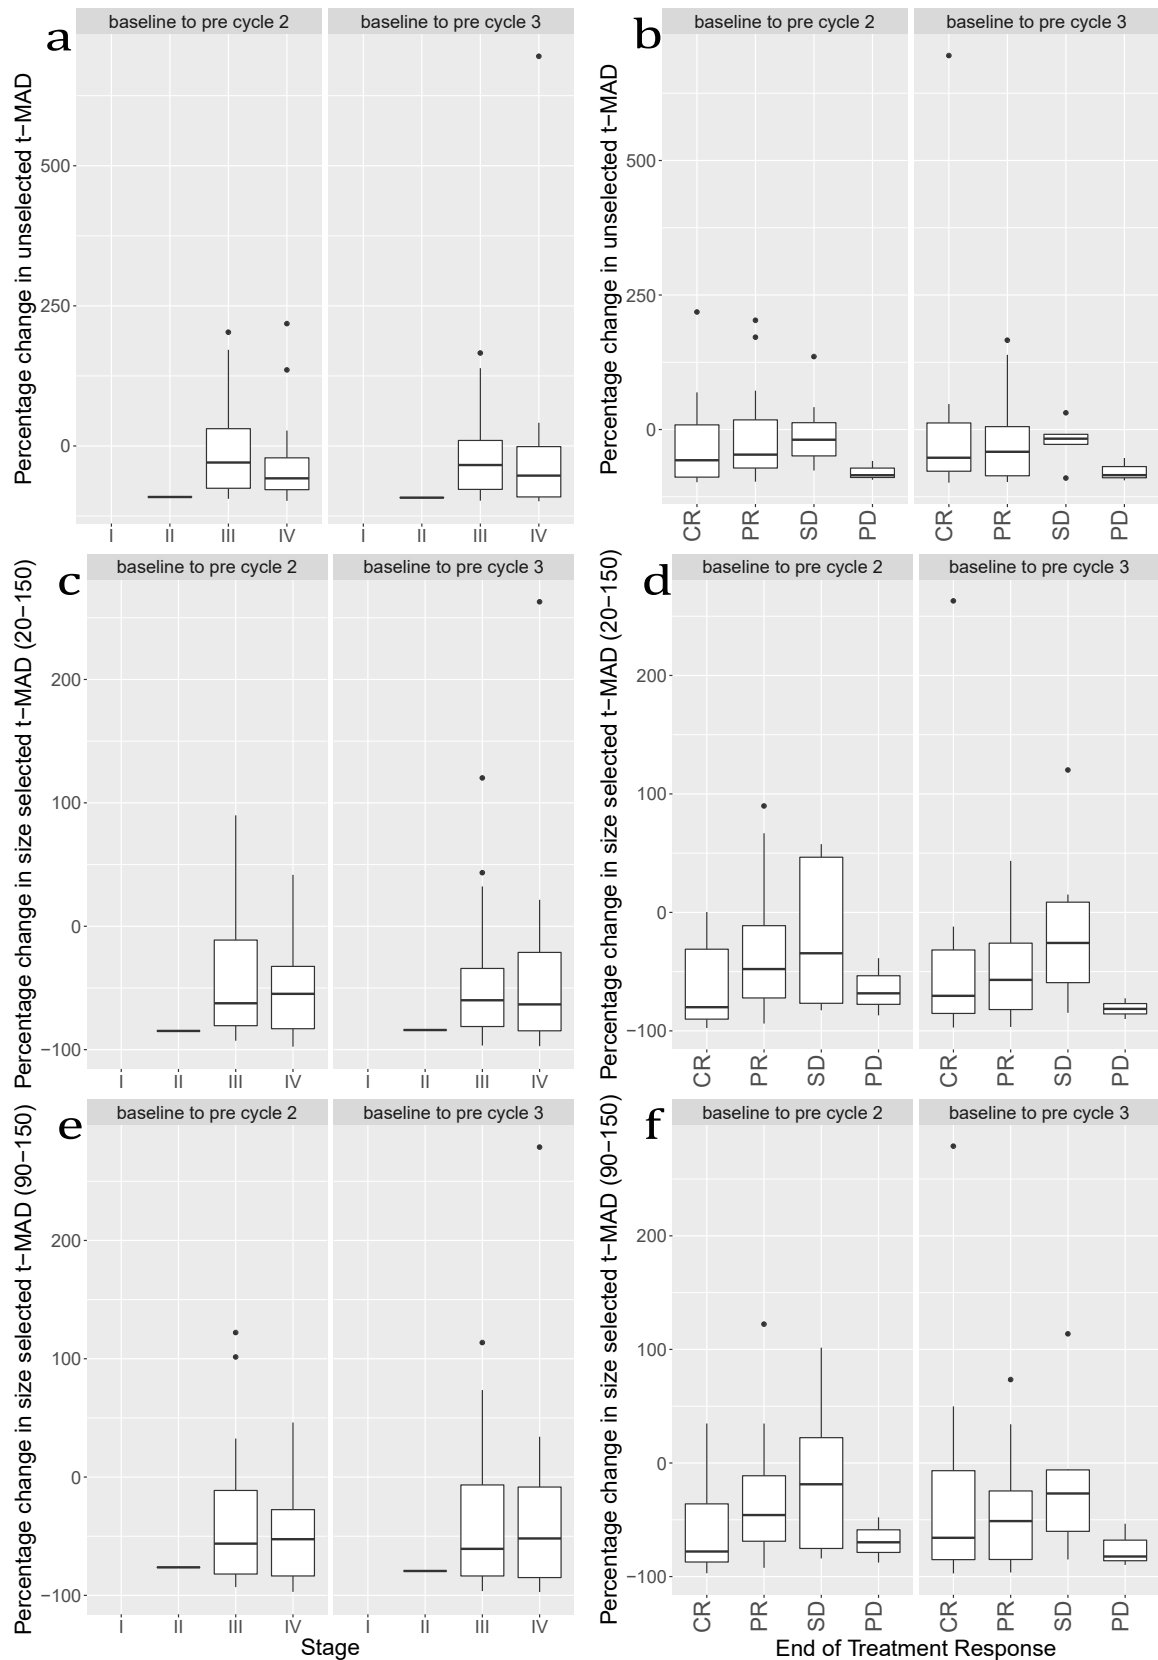 a
baseline to pre cycle 2
baseline to pre cycle 3
Percentage change in unselected t−MAD
500
250
0
I II III IV
I II III IV
b
baseline to pre cycle 2
baseline to pre cycle 3
Percentage change in unselected t−MAD
500
250
0
CR PR SD PD
CR PR SD PD
c
baseline to pre cycle 2
baseline to pre cycle 3
Percentage change in size selected t−MAD (20−150)
200
100
0
−100
I II III IV
I II III IV
d
baseline to pre cycle 2
baseline to pre cycle 3
Percentage change in size selected t−MAD (20−150)
200
100
0
−100
CR PR SD PD
CR PR SD PD
e
baseline to pre cycle 2
baseline to pre cycle 3
Percentage change in size selected t−MAD (90−150)
200
100
0
−100
I II III IV
I II III IV
Stage
f
baseline to pre cycle 2
baseline to pre cycle 3
Percentage change in size selected t−MAD (90−150)
200
100
0
−100
CR PR SD PD
CR PR SD PD
End of Treatment Response